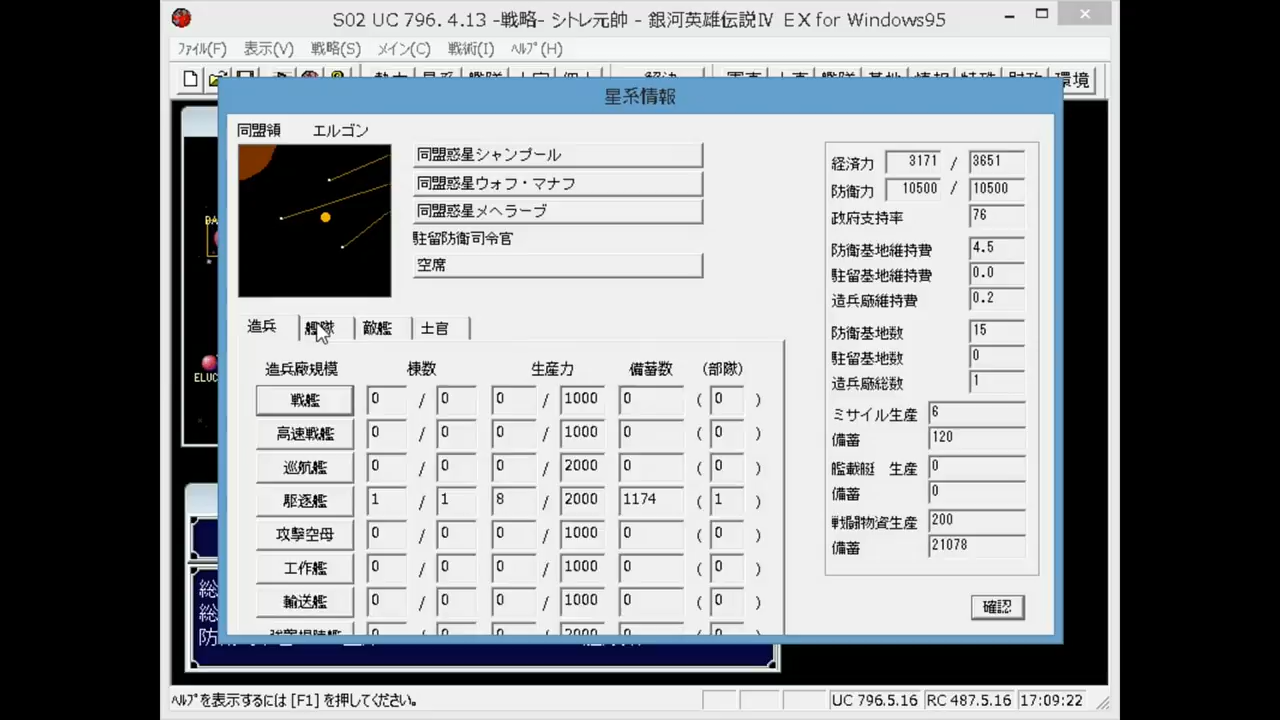 S02 UC 796. 4.13 -戦略- シトレ元帥 - 銀河英雄伝説Ⅳ EX for Windows95
ﾌｧｲﾙ(F) 表示(V) 戦略(S) メイン(C) 戦術(I) ﾍﾙﾌﾟ(H)
環境
星系情報
同盟領 エルゴン
同盟惑星シャンプール
同盟惑星ウォフ・マナフ
同盟惑星メヘラーブ
駐留防衛司令官
空席
造兵 艦隊 敵艦 士官
造兵廠規模 棟数 生産力 備蓄数 (部隊)
戦艦 0 / 0 0 / 1000 0 ( 0 )
高速戦艦 0 / 0 0 / 1000 0 ( 0 )
巡航艦 0 / 0 0 / 2000 0 ( 0 )
駆逐艦 1 / 1 8 / 2000 1174 ( 1 )
攻撃空母 0 / 0 0 / 1000 0 ( 0 )
工作艦 0 / 0 0 / 1000 0 ( 0 )
輸送艦 0 / 0 0 / 1000 0 ( 0 )
経済力 3171 / 3651
防衛力 10500 / 10500
政府支持率 76
防衛基地維持費 4.5
駐留基地維持費 0.0
造兵廠維持費 0.2
防衛基地数 15
駐留基地数 0
造兵廠総数 1
ミサイル生産 6
備蓄 120
艦載艇 生産 0
備蓄 0
戦闘物資生産 200
備蓄 21078
確認
ELUC
総
総
防
ﾍﾙﾌﾟを表示するには [F1] を押してください。
UC 796.5.16 RC 487.5.16 17:09:22